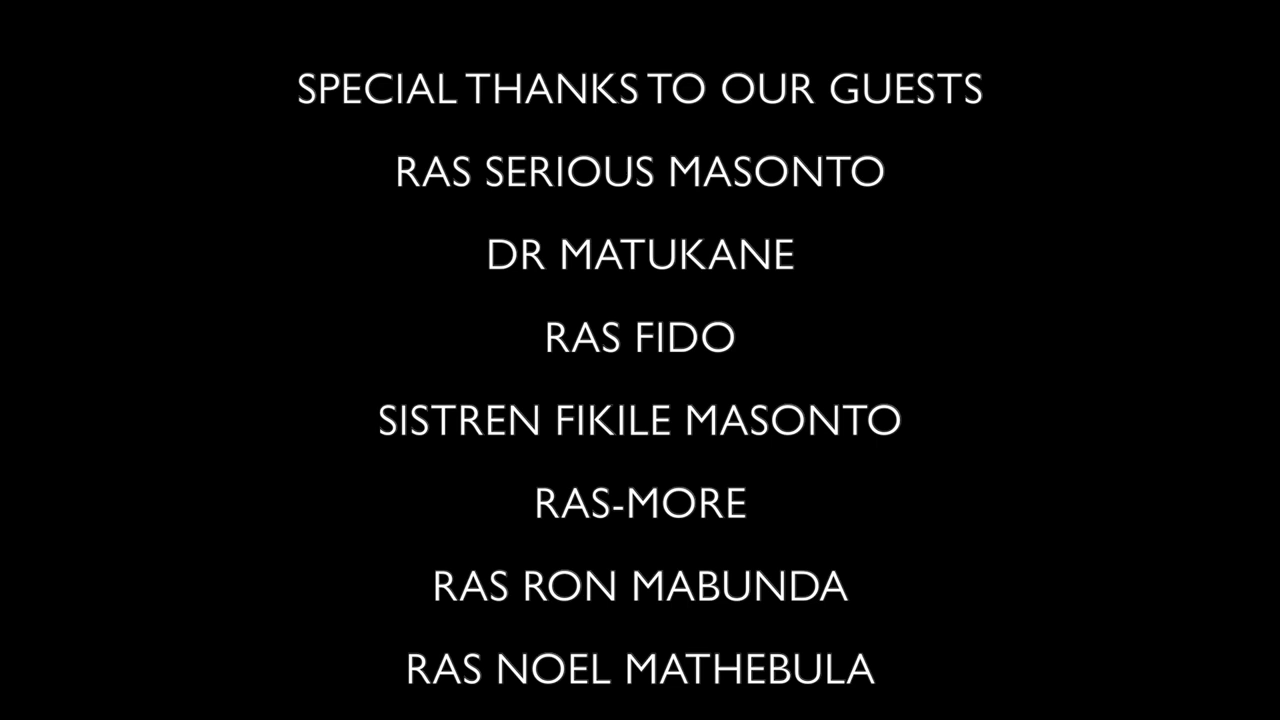 SPECIAL THANKS TO OUR GUESTS
RAS SERIOUS MASONTO
DR MATUKANE
RAS FIDO
SISTREN FIKILE MASONTO
RAS-MORE
RAS RON MABUNDA
RAS NOEL MATHEBULA